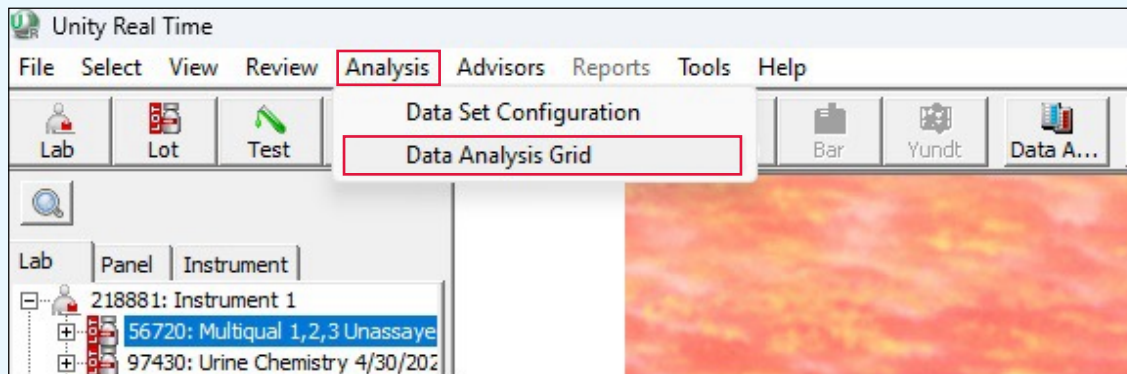 Unity Real Time
File Select View Review Analysis Advisors Reports Tools Help
Data Set Configuration
Data Analysis Grid
Lab Lot Test Bar Yundt Data A...
Lab Panel Instrument
218881: Instrument 1
56720: Multiqual 1,2,3 Unassaye
97430: Urine Chemistry 4/30/202